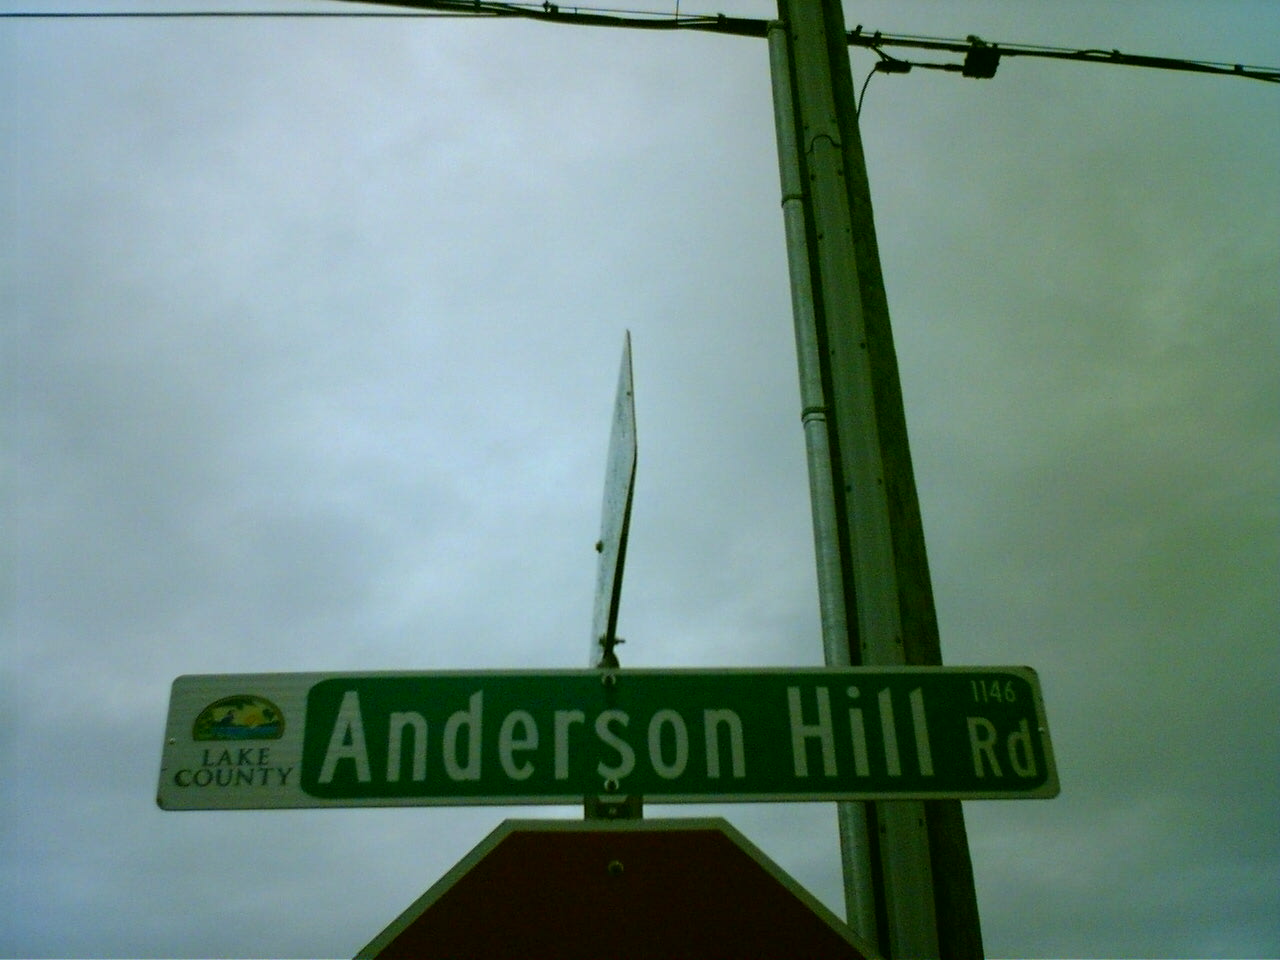 LAKE
COUNTY
Anderson Hill Rd
1146